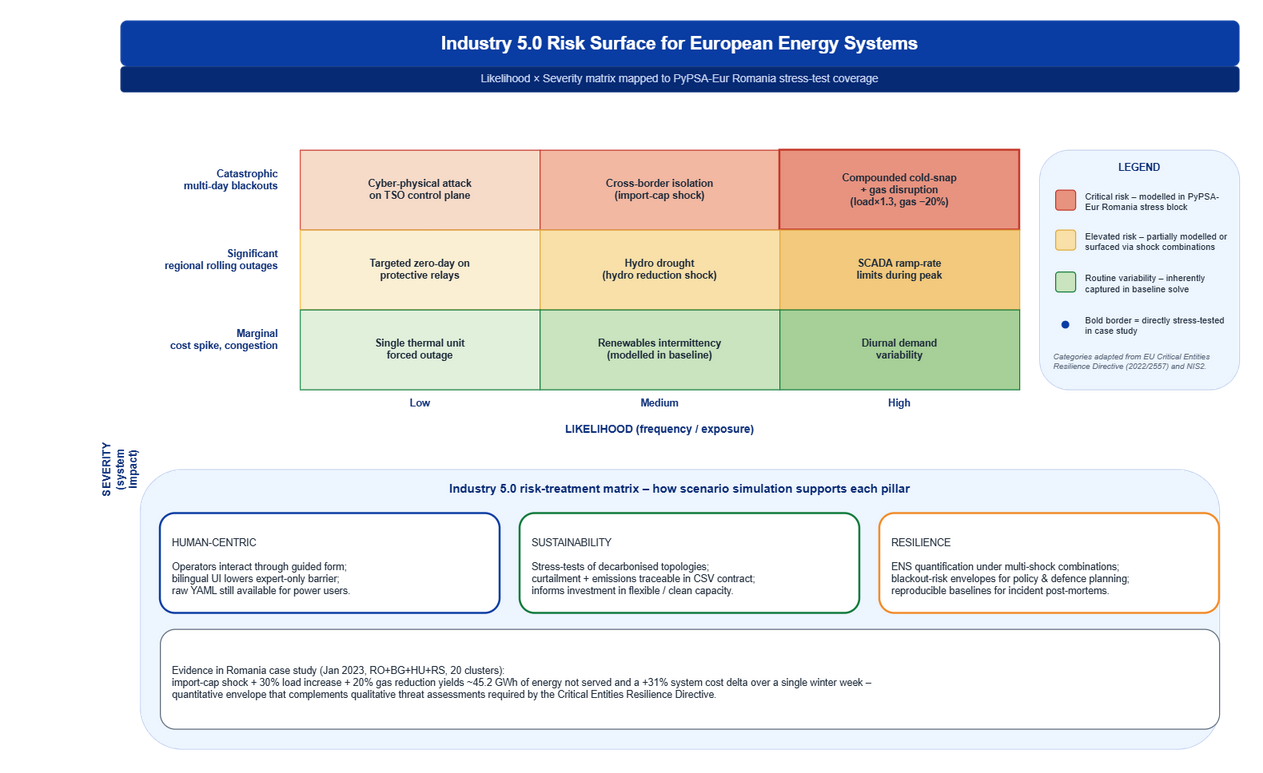 Industry 5.0 Risk Surface for European Energy Systems
Likelihood × Severity matrix mapped to PyPSA-Eur Romania stress-test coverage
Catastrophic
multi-day blackouts
Cyber-physical attack
on TSO control plane
Cross-border isolation
(import-cap shock)
Compounded cold-snap
+ gas disruption
(load×1.3, gas −20%)
Significant
regional rolling outages
Targeted zero-day on
protective relays
Hydro drought
(hydro reduction shock)
SCADA ramp-rate
limits during peak
Marginal
cost spike, congestion
Single thermal unit
forced outage
Renewables intermittency
(modelled in baseline)
Diurnal demand
variability
Low
Medium
High
LIKELIHOOD (frequency / exposure)
LEGEND
Critical risk – modelled in PyPSA-
Eur Romania stress block
Elevated risk – partially modelled or
surfaced via shock combinations
Routine variability – inherently
captured in baseline solve
Bold border = directly stress-tested
in case study
Categories adapted from EU Critical Entities
Resilience Directive (2022/2557) and NIS2.
SEVERITY
(system
impact)
Industry 5.0 risk-treatment matrix – how scenario simulation supports each pillar
HUMAN-CENTRIC
Operators interact through guided form;
bilingual UI lowers expert-only barrier;
raw YAML still available for power users.
SUSTAINABILITY
Stress-tests of decarbonised topologies;
curtailment + emissions traceable in CSV contract;
informs investment in flexible / clean capacity.
RESILIENCE
ENS quantification under multi-shock combinations;
blackout-risk envelopes for policy & defence planning;
reproducible baselines for incident post-mortems.
Evidence in Romania case study (Jan 2023, RO+BG+HU+RS, 20 clusters):
import-cap shock + 30% load increase + 20% gas reduction yields ~45.2 GWh of energy not served and a +31% system cost delta over a single winter week –
quantitative envelope that complements qualitative threat assessments required by the Critical Entities Resilience Directive.